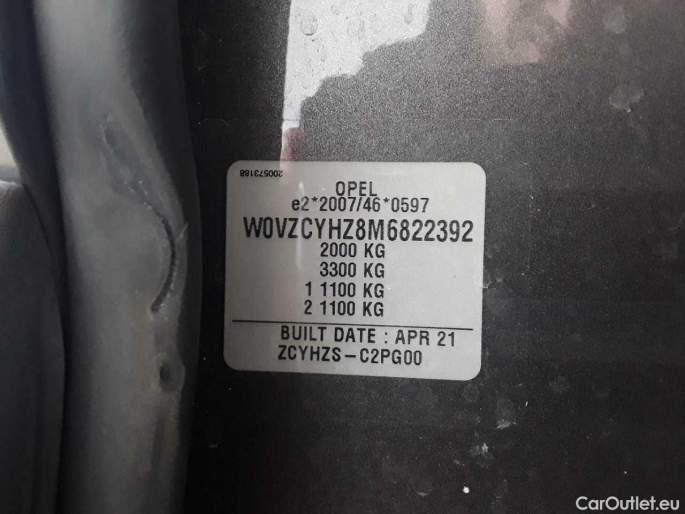 200573188
OPEL
e2*2007/46*0597
W0VZCYHZ8M6822392
2000 KG
3300 KG
1 1100 KG
2 1100 KG
BUILT DATE : APR 21
ZCYHZS-C2PG00
CarOutlet.eu